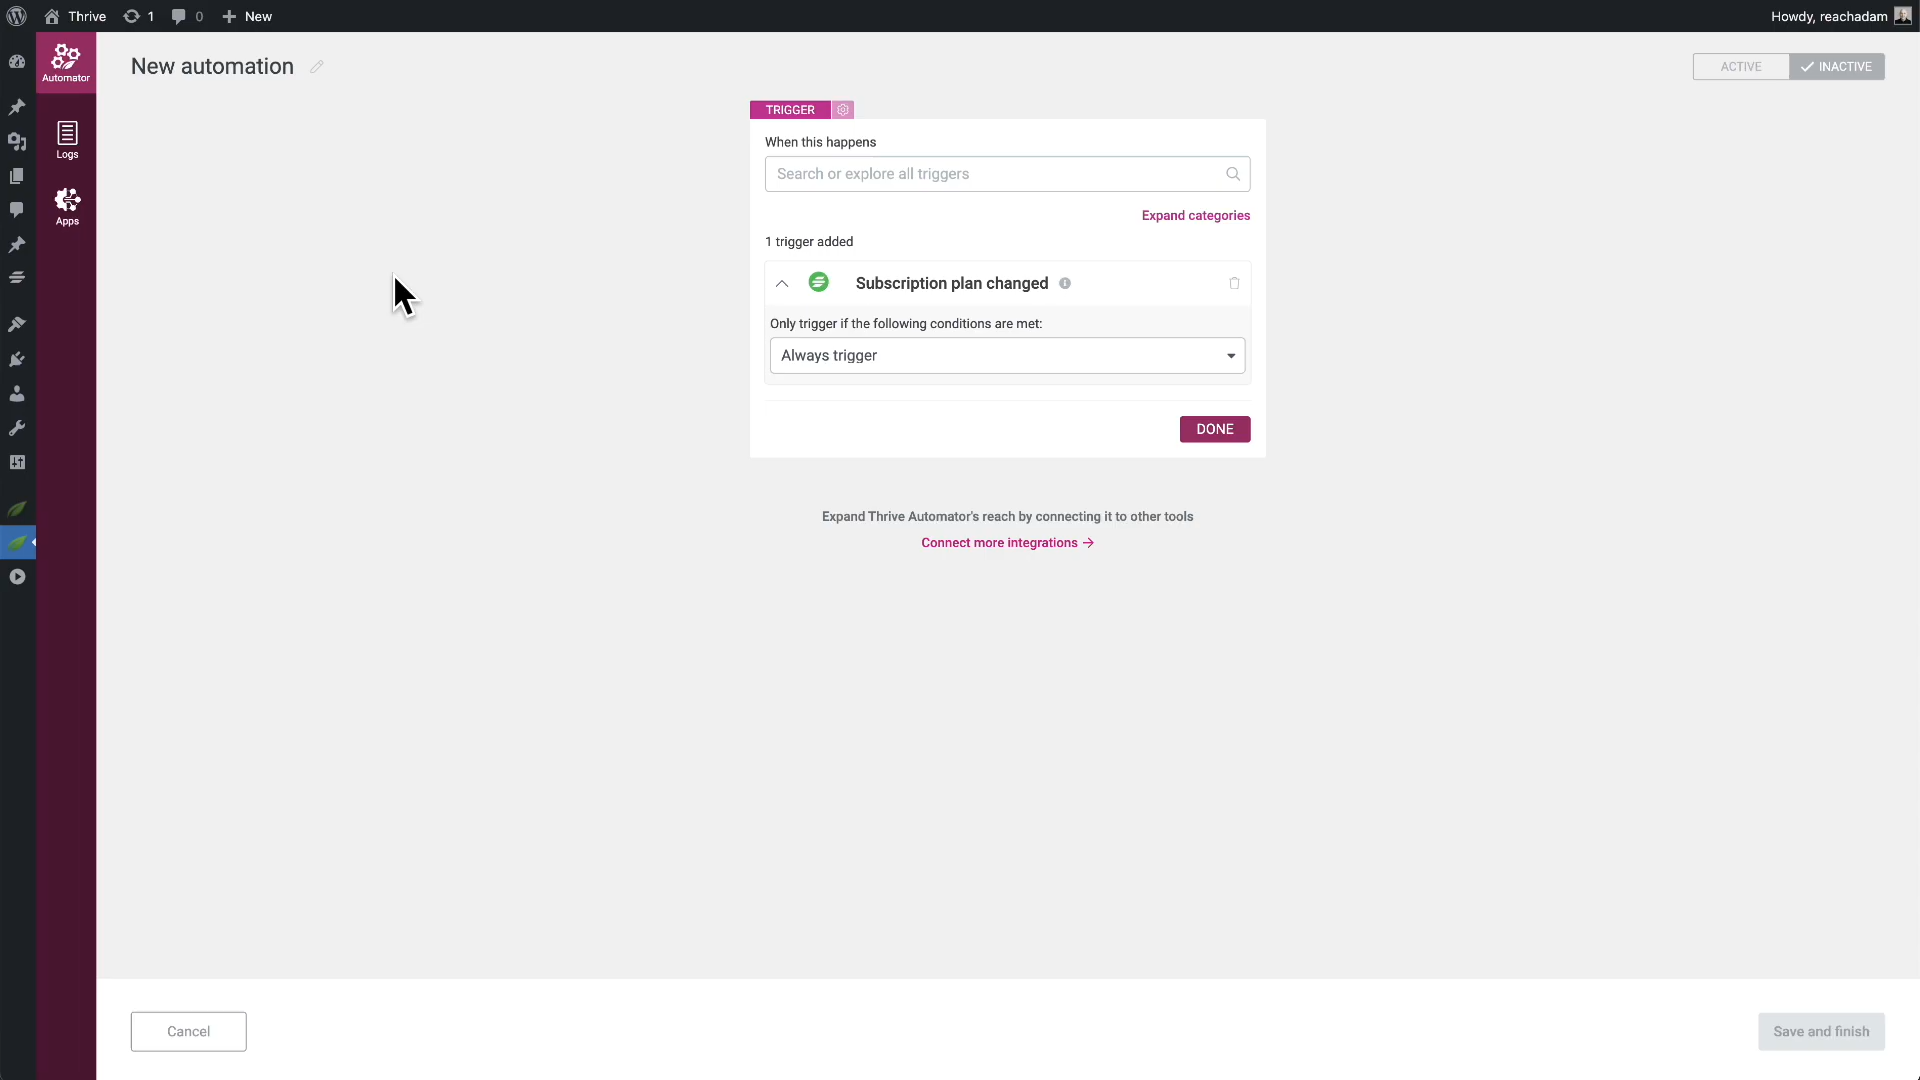 Thrive 1 0 New Howdy, reachadam
Automator
New automation
ACTIVE INACTIVE
TRIGGER
When this happens
Logs
Search or explore all triggers
Apps
Expand categories
1 trigger added
Subscription plan changed
Only trigger if the following conditions are met:
Always trigger
DONE
Expand Thrive Automator's reach by connecting it to other tools
Connect more integrations →
Cancel
Save and finish